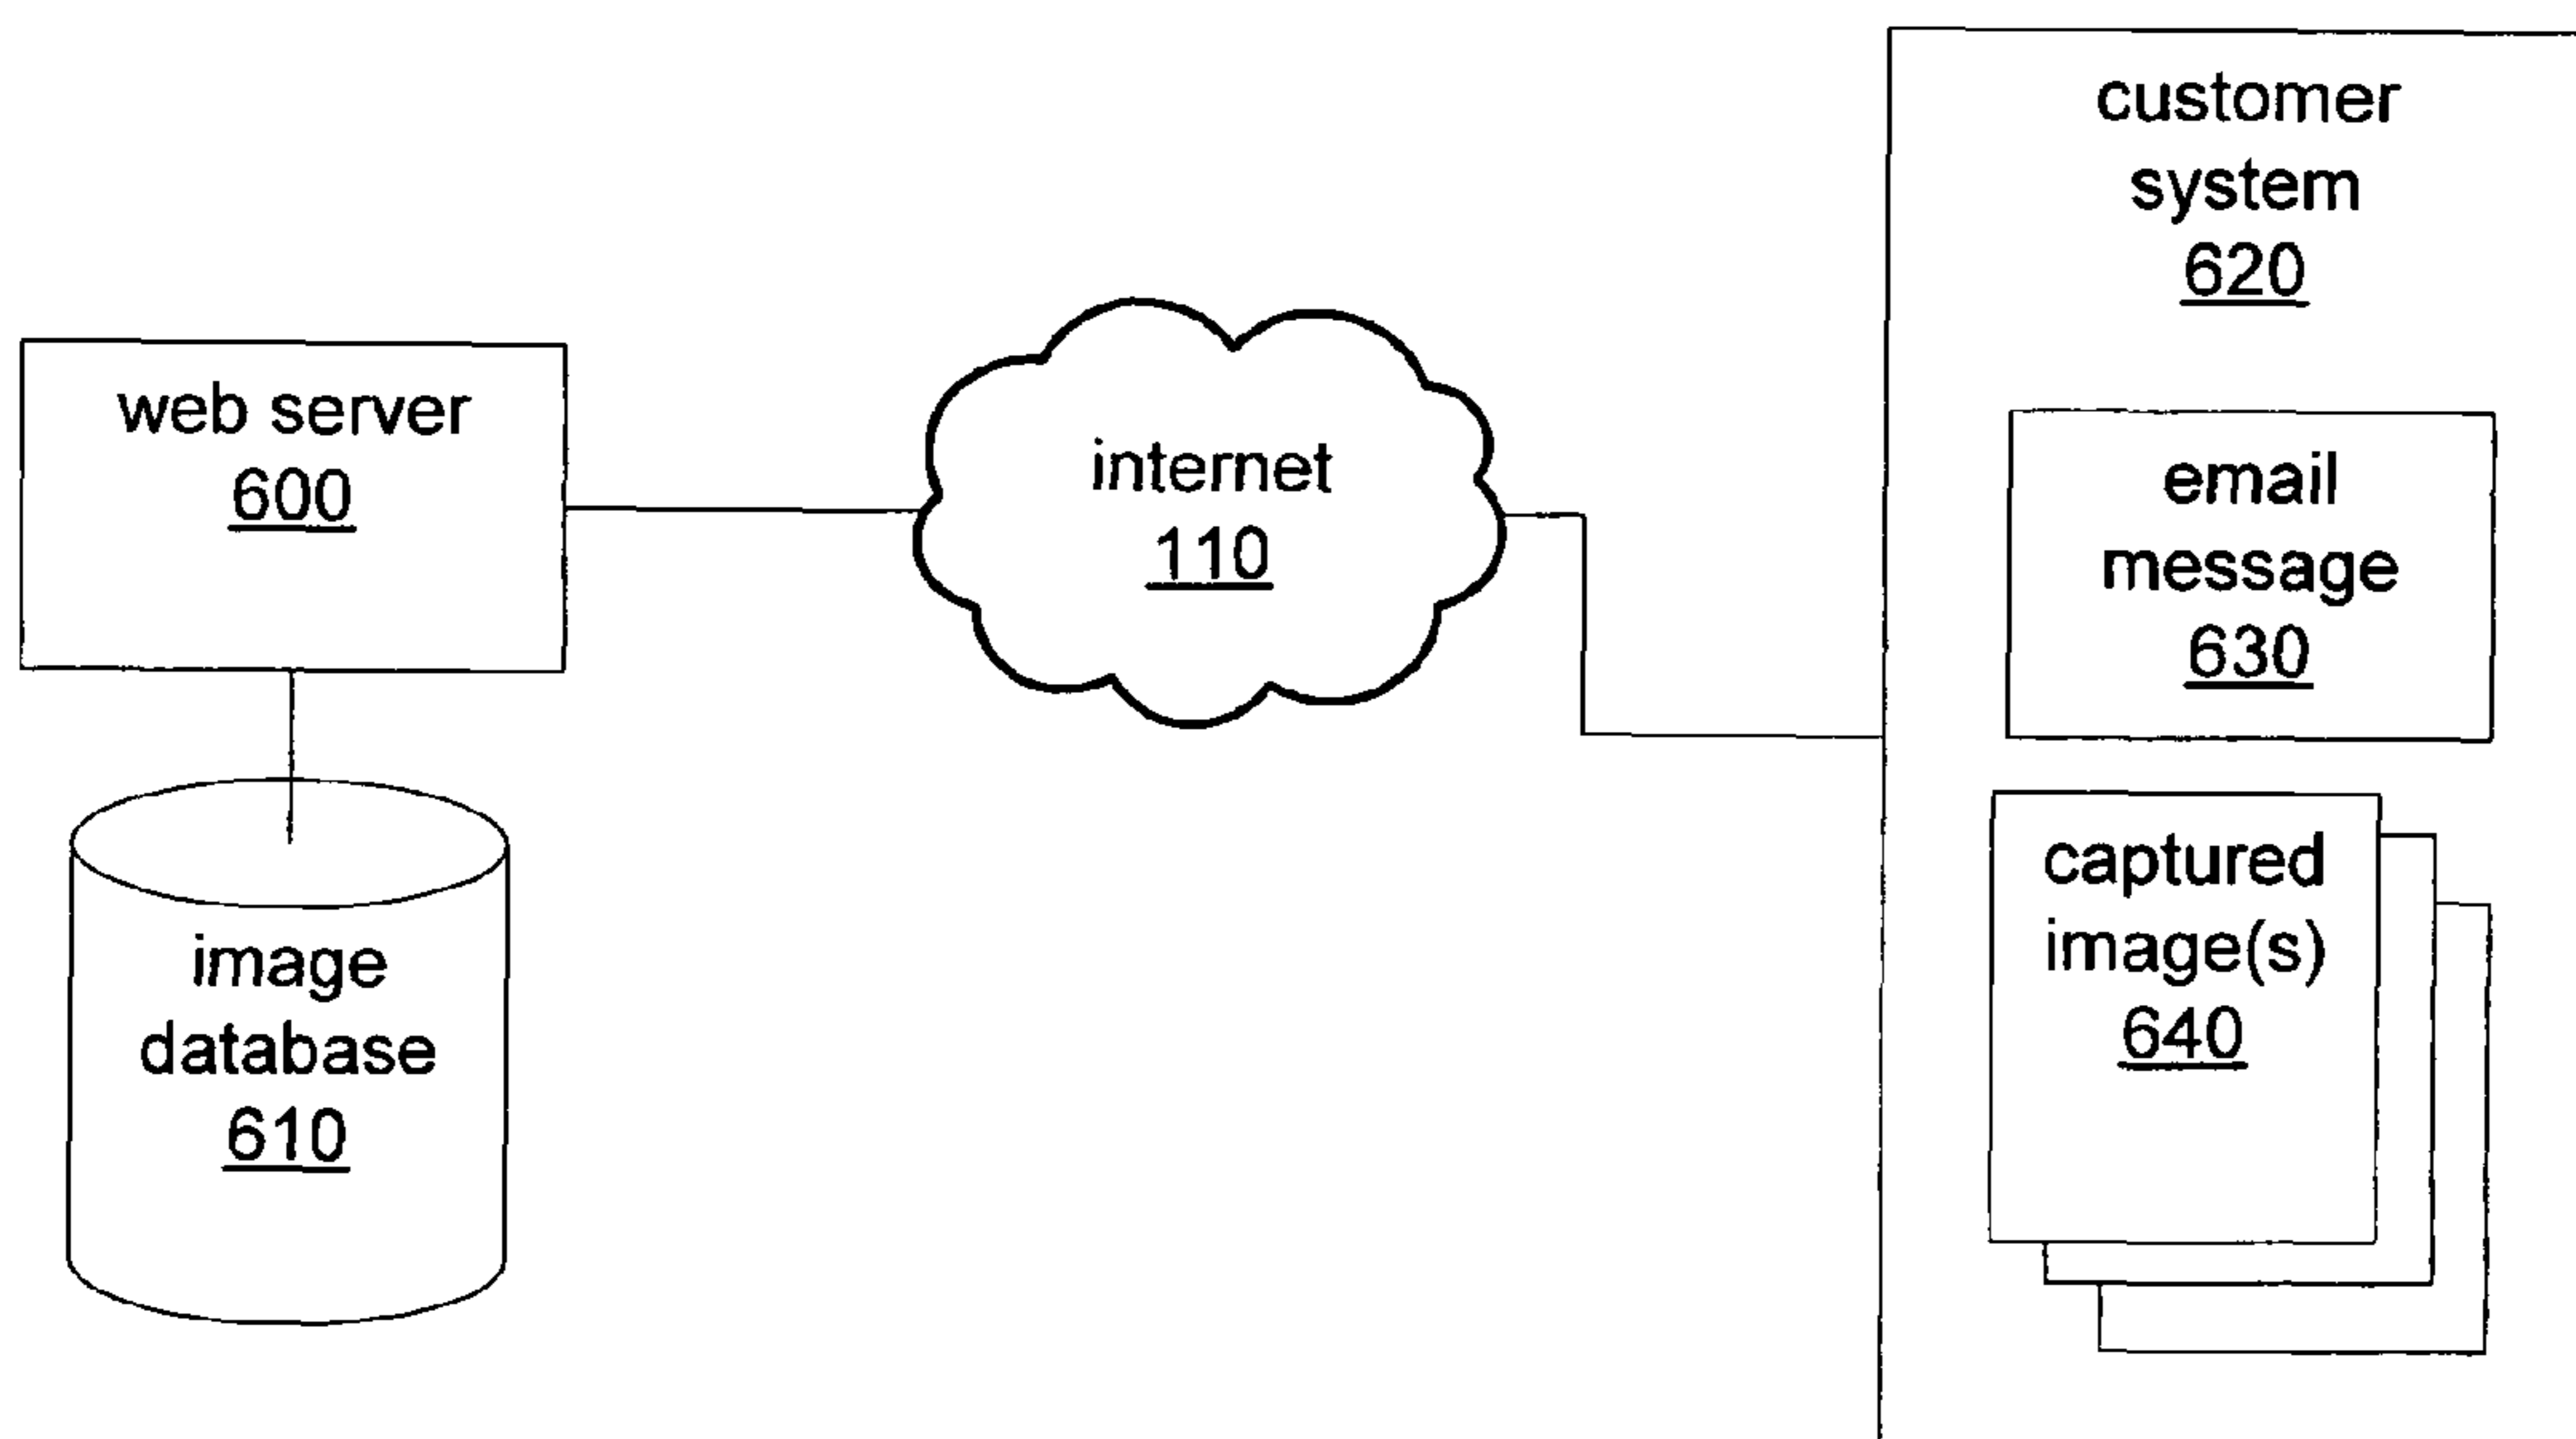 web server
600
image
database
610
internet
110
customer
system
620
email
message
630
captured
image(s)
640